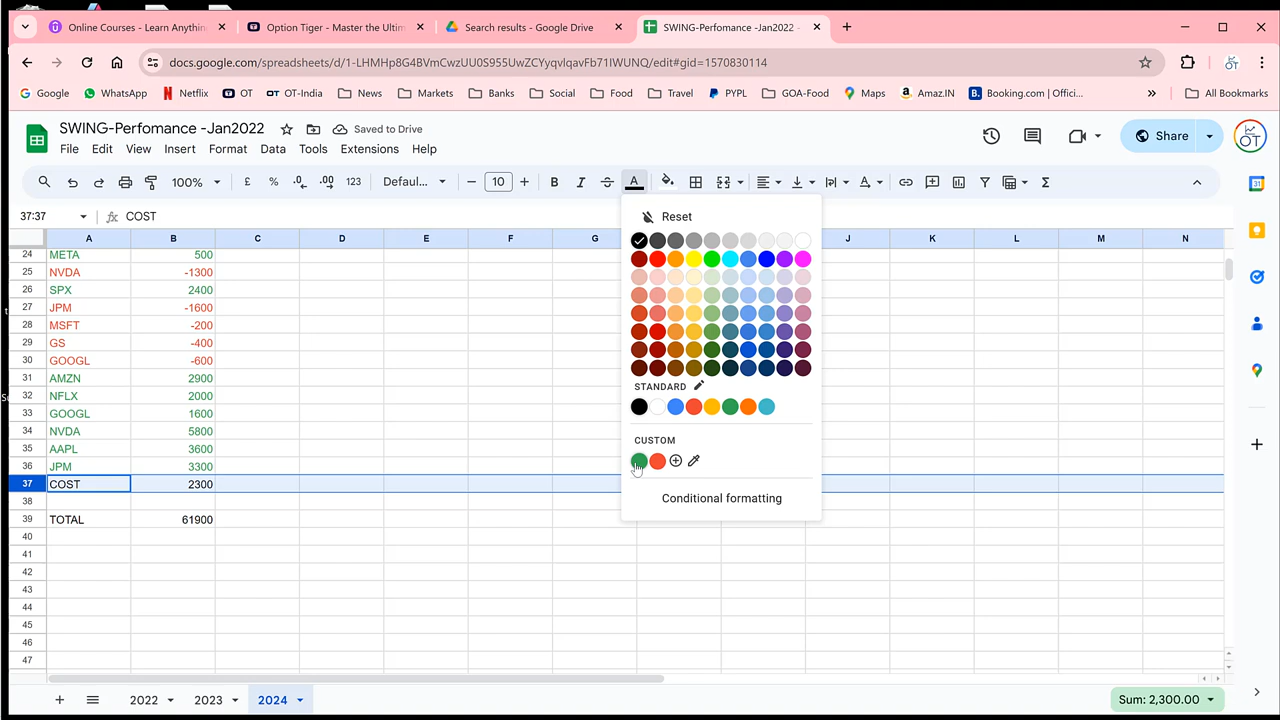 Online Courses - Learn Anythin
Option Tiger - Master the Ultim
Search results - Google Drive
SWING-Perfomance -Jan2022 -
docs.google.com/spreadsheets/d/1-LHMHp8G4BVmCwzUU0S955UwZCYyqvIqavFb71IWUNQ/edit#gid=1570830114
Google
WhatsApp
Netflix
OT
OT-India
News
Markets
Banks
Social
Food
Travel
PYPL
GOA-Food
Maps
Amaz.IN
Booking.com | Offici...
»
All Bookmarks
SWING-Perfomance -Jan2022
Saved to Drive
Share
OT
File Edit View Insert Format Data Tools Extensions Help
100% £ % .0 .00 123 Defaul... − 10 + B I A Σ
37:37 fx COST
A B C D E F G J K L M N
24 META 500
25 NVDA -1300
26 SPX 2400
27 JPM -1600
28 MSFT -200
29 GS -400
30 GOOGL -600
31 AMZN 2900
32 NFLX 2000
33 GOOGL 1600
34 NVDA 5800
35 AAPL 3600
36 JPM 3300
37 COST 2300
38
39 TOTAL 61900
40
41
42
43
44
45
46
47
Reset
STANDARD
CUSTOM
Conditional formatting
2022 2023 2024
Sum: 2,300.00